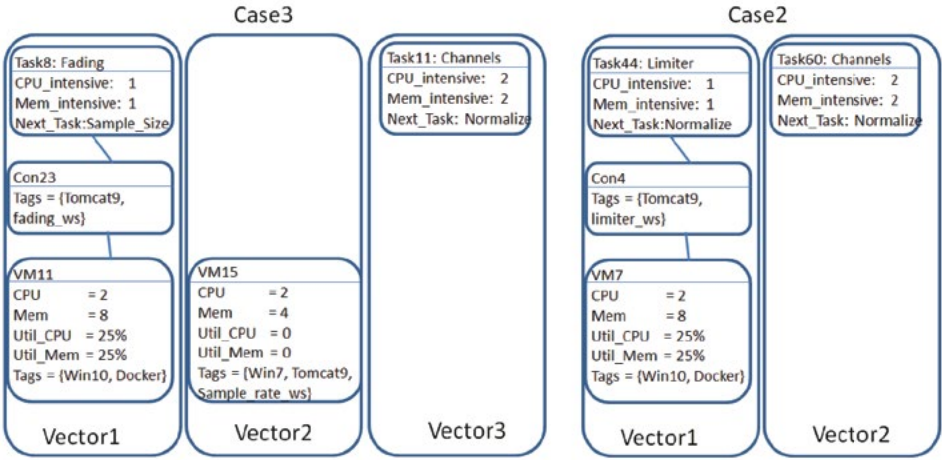 Case3
Task8: Fading
CPU_intensive: 1
Mem_intensive: 1
Next_Task:Sample_Size
Con23
Tags = {Tomcat9,
fading_ws}
VM11
CPU = 2
Mem = 8
Util_CPU = 25%
Util_Mem = 25%
Tags = {Win10, Docker}
Vector1
VM15
CPU = 2
Mem = 4
Util_CPU = 0
Util_Mem = 0
Tags = {Win7, Tomcat9,
Sample_rate_ws}
Vector2
Task11: Channels
CPU_intensive: 2
Mem_intensive: 2
Next_Task: Normalize
Vector3
Case2
Task44: Limiter
CPU_intensive: 1
Mem_intensive: 1
Next_Task:Normalize
Con4
Tags = {Tomcat9,
limiter_ws}
VM7
CPU = 2
Mem = 8
Util_CPU = 25%
Util_Mem = 25%
Tags = {Win10, Docker}
Vector1
Task60: Channels
CPU_intensive: 2
Mem_intensive: 2
Next_Task: Normalize
Vector2